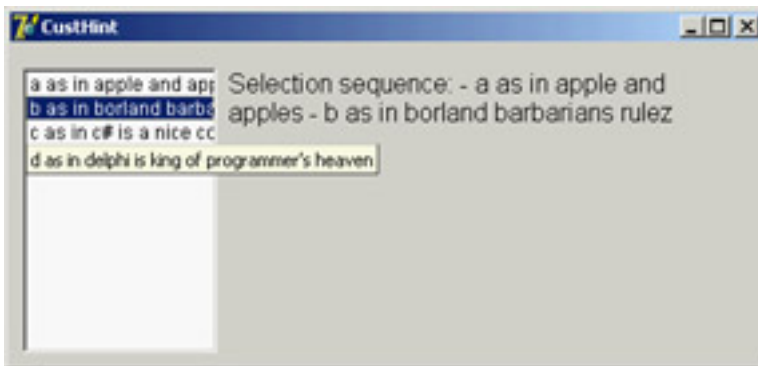 CustHint
a as in apple and app
b as in borland barba
c as in c# is a nice cc
d as in delphi is king of programmer's heaven
Selection sequence: - a as in apple and
apples - b as in borland barbarians rulez